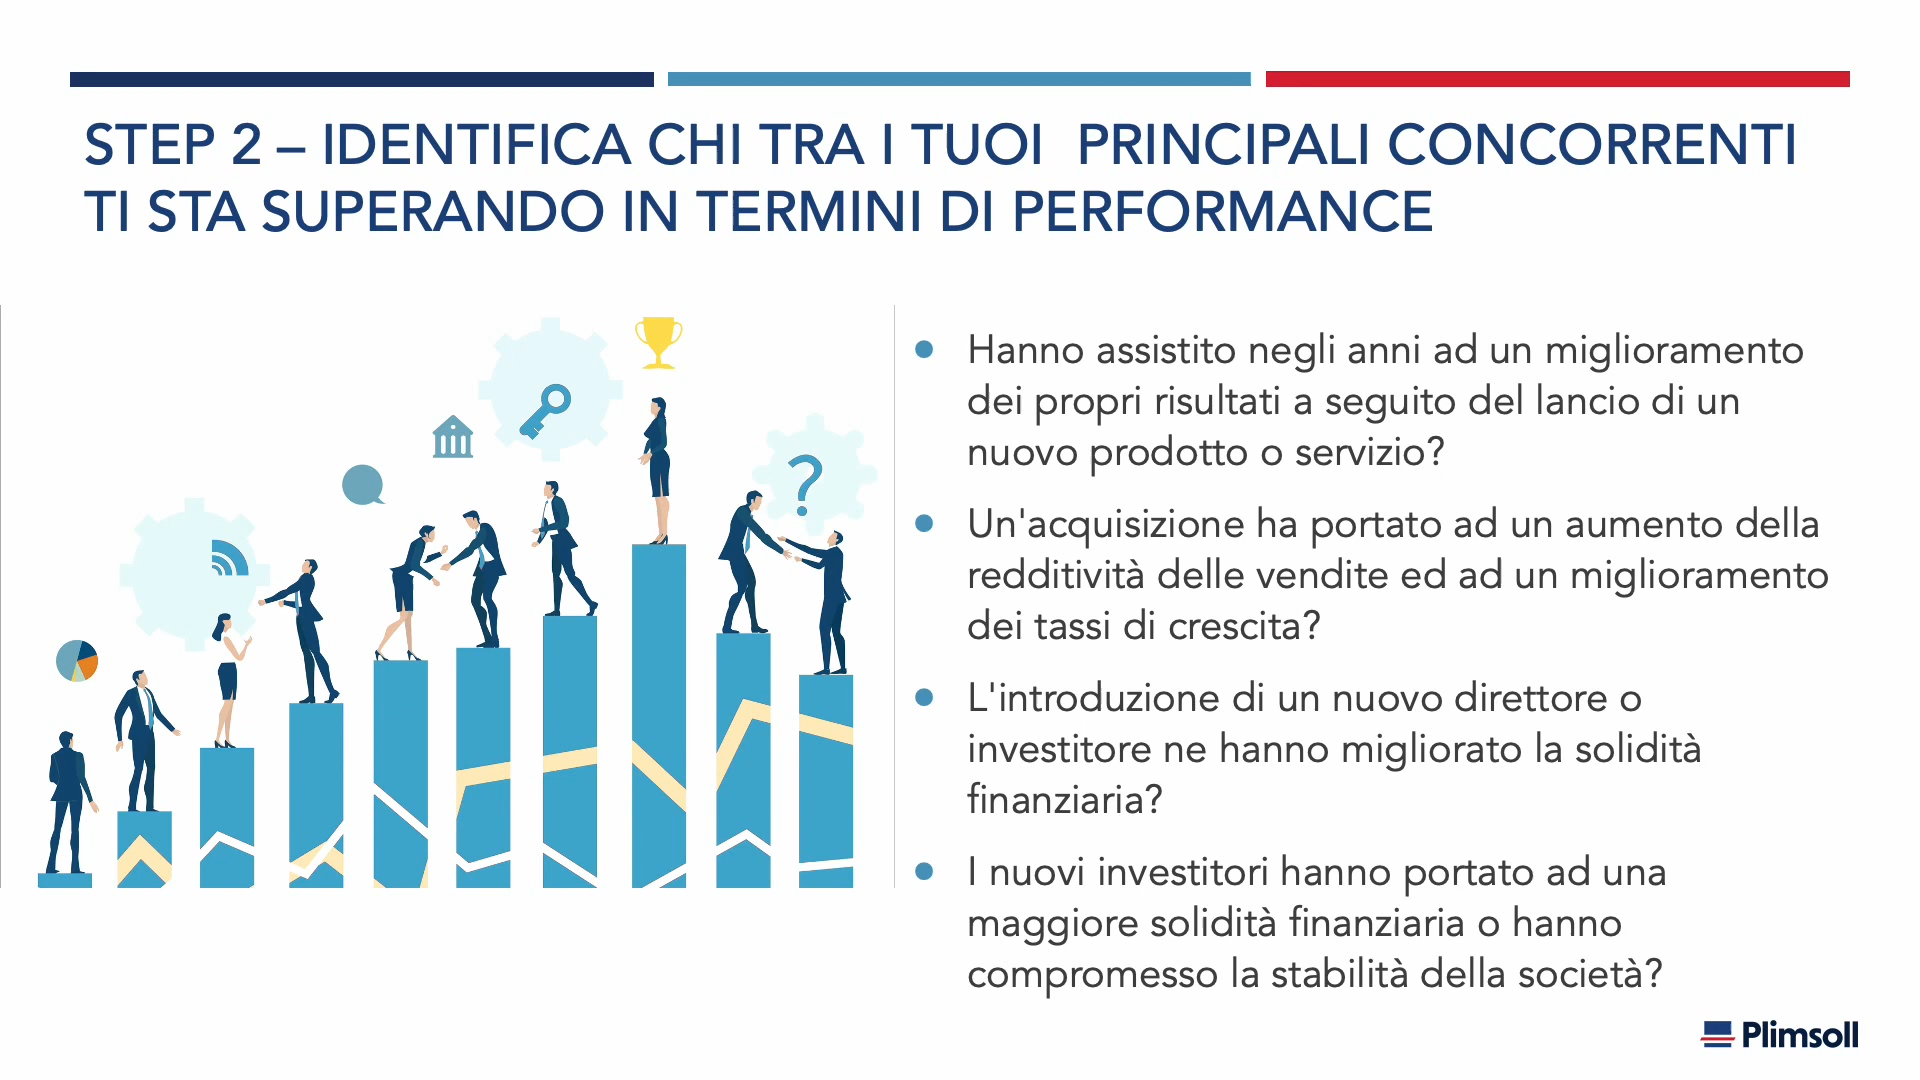 STEP 2 – IDENTIFICA CHI TRA I TUOI  PRINCIPALI CONCORRENTI
TI STA SUPERANDO IN TERMINI DI PERFORMANCE
?
● Hanno assistito negli anni ad un miglioramento
dei propri risultati a seguito del lancio di un
nuovo prodotto o servizio?
● Un'acquisizione ha portato ad un aumento della
redditività delle vendite ed ad un miglioramento
dei tassi di crescita?
● L'introduzione di un nuovo direttore o
investitore ne hanno migliorato la solidità
finanziaria?
● I nuovi investitori hanno portato ad una
maggiore solidità finanziaria o hanno
compromesso la stabilità della società?
Plimsoll